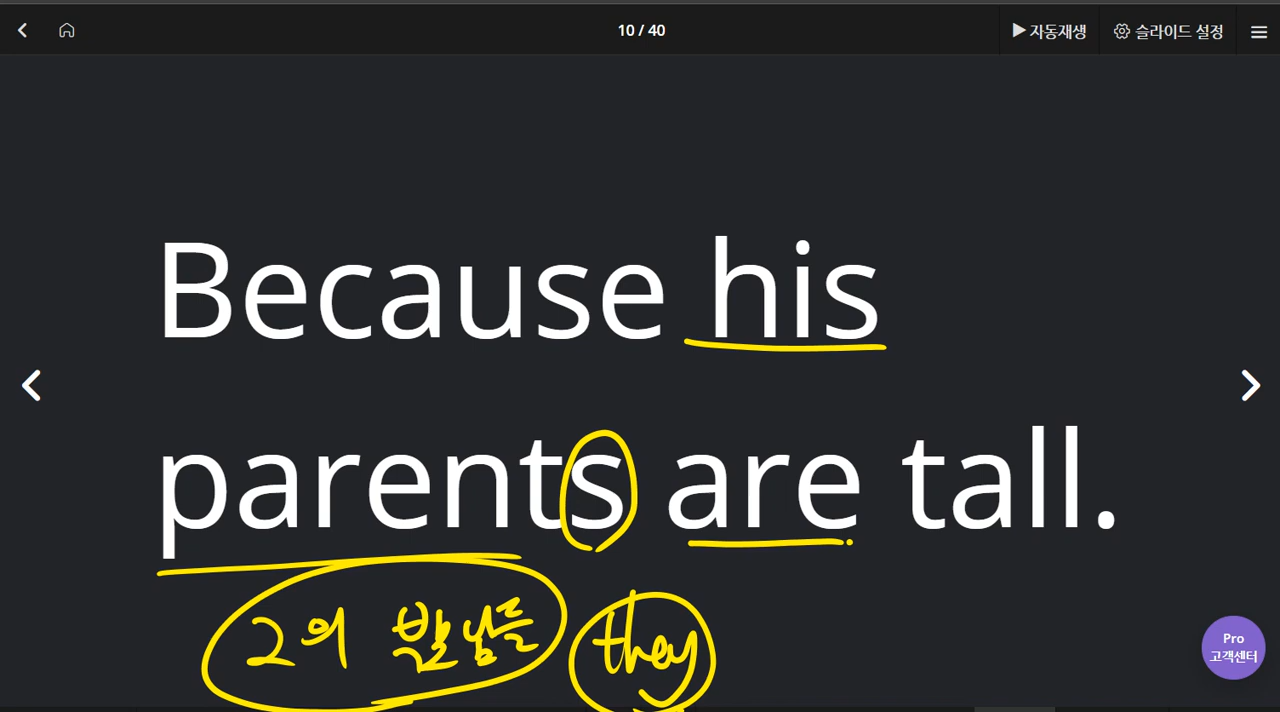 10 / 40
▶ 자동재생
슬라이드 설정
Because his
parents are tall.
그의 부모님들
they
Pro
고객센터